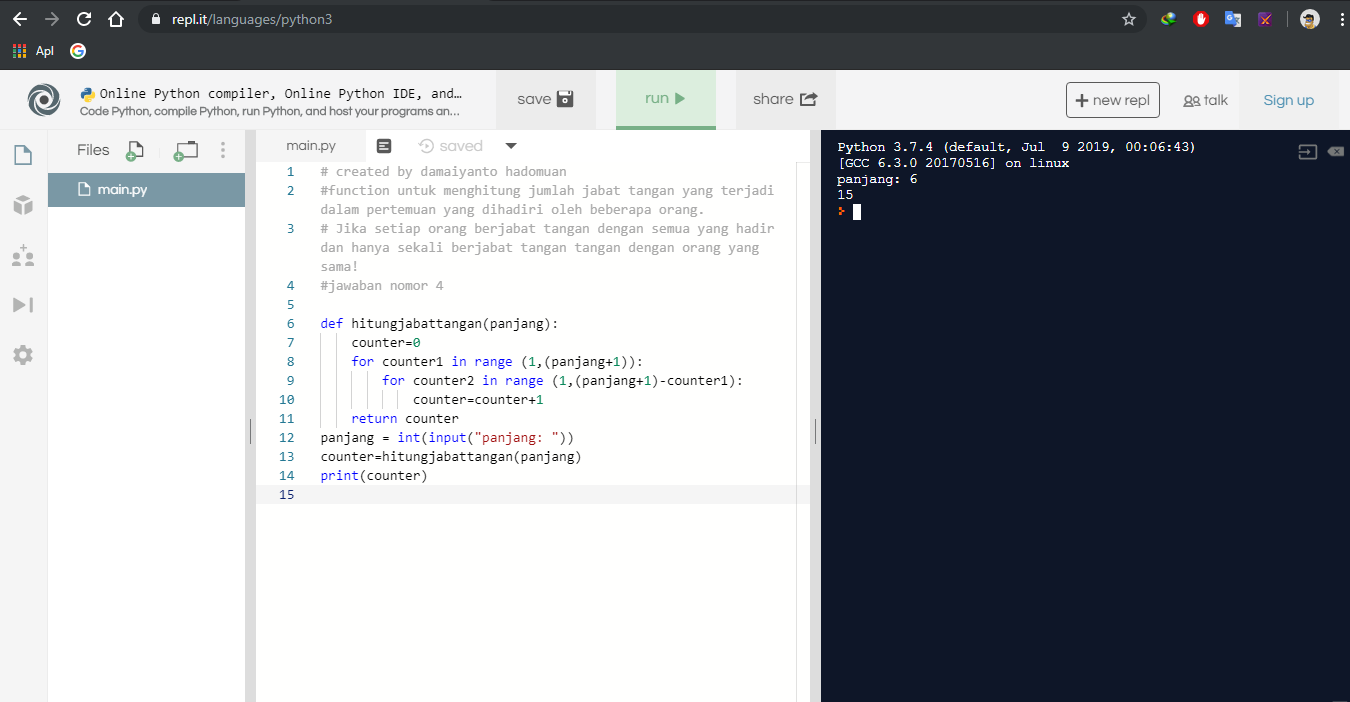 repl.it/languages/python3
Apl
Online Python compiler, Online Python IDE, and...
Code Python, compile Python, run Python, and host your programs an...
save
run
share
+ new repl
talk
Sign up
Files
main.py
main.py
saved
1 # created by damaiyanto hadomuan
2 #function untuk menghitung jumlah jabat tangan yang terjadi
dalam pertemuan yang dihadiri oleh beberapa orang.
3 # Jika setiap orang berjabat tangan dengan semua yang hadir
dan hanya sekali berjabat tangan tangan dengan orang yang
sama!
4 #jawaban nomor 4
5
6 def hitungjabattangan(panjang):
7     counter=0
8     for counter1 in range (1,(panjang+1)):
9         for counter2 in range (1,(panjang+1)-counter1):
10             counter=counter+1
11     return counter
12 panjang = int(input("panjang: "))
13 counter=hitungjabattangan(panjang)
14 print(counter)
15
Python 3.7.4 (default, Jul  9 2019, 00:06:43)
[GCC 6.3.0 20170516] on linux
panjang: 6
15